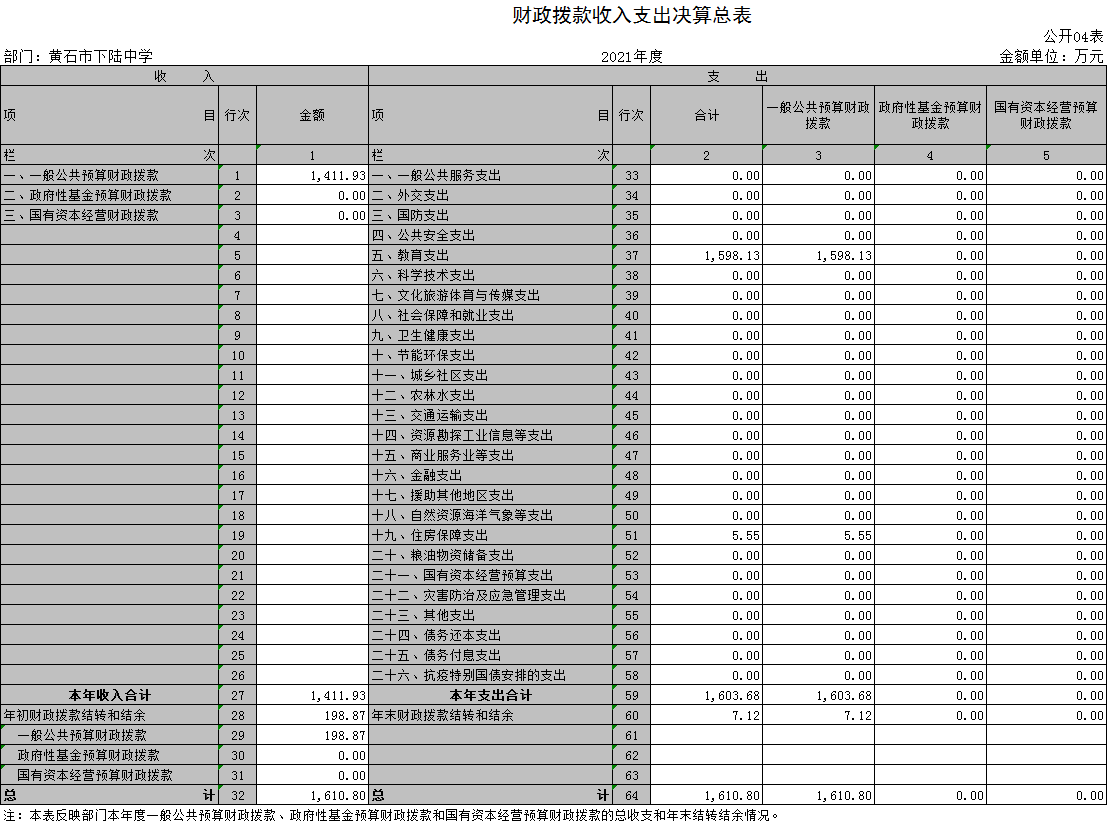 财政拨款收入支出决算总表
公开04表
部门：黄石市下陆中学 2021年度 金额单位：万元
收 入 支 出
项 目 行次 金额 项 目 行次 合计 一般公共预算财政拨款 政府性基金预算财政拨款 国有资本经营预算财政拨款
栏 次 1 栏 次 2 3 4 5
一、一般公共预算财政拨款 1 1,411.93 一、一般公共服务支出 33 0.00 0.00 0.00 0.00
二、政府性基金预算财政拨款 2 0.00 二、外交支出 34 0.00 0.00 0.00 0.00
三、国有资本经营财政拨款 3 0.00 三、国防支出 35 0.00 0.00 0.00 0.00
4 四、公共安全支出 36 0.00 0.00 0.00 0.00
5 五、教育支出 37 1,598.13 1,598.13 0.00 0.00
6 六、科学技术支出 38 0.00 0.00 0.00 0.00
7 七、文化旅游体育与传媒支出 39 0.00 0.00 0.00 0.00
8 八、社会保障和就业支出 40 0.00 0.00 0.00 0.00
9 九、卫生健康支出 41 0.00 0.00 0.00 0.00
10 十、节能环保支出 42 0.00 0.00 0.00 0.00
11 十一、城乡社区支出 43 0.00 0.00 0.00 0.00
12 十二、农林水支出 44 0.00 0.00 0.00 0.00
13 十三、交通运输支出 45 0.00 0.00 0.00 0.00
14 十四、资源勘探工业信息等支出 46 0.00 0.00 0.00 0.00
15 十五、商业服务业等支出 47 0.00 0.00 0.00 0.00
16 十六、金融支出 48 0.00 0.00 0.00 0.00
17 十七、援助其他地区支出 49 0.00 0.00 0.00 0.00
18 十八、自然资源海洋气象等支出 50 0.00 0.00 0.00 0.00
19 十九、住房保障支出 51 5.55 5.55 0.00 0.00
20 二十、粮油物资储备支出 52 0.00 0.00 0.00 0.00
21 二十一、国有资本经营预算支出 53 0.00 0.00 0.00 0.00
22 二十二、灾害防治及应急管理支出 54 0.00 0.00 0.00 0.00
23 二十三、其他支出 55 0.00 0.00 0.00 0.00
24 二十四、债务还本支出 56 0.00 0.00 0.00 0.00
25 二十五、债务付息支出 57 0.00 0.00 0.00 0.00
26 二十六、抗疫特别国债安排的支出 58 0.00 0.00 0.00 0.00
本年收入合计 27 1,411.93 本年支出合计 59 1,603.68 1,603.68 0.00 0.00
年初财政拨款结转和结余 28 198.87 年末财政拨款结转和结余 60 7.12 7.12 0.00 0.00
一般公共预算财政拨款 29 198.87 61
政府性基金预算财政拨款 30 0.00 62
国有资本经营预算财政拨款 31 0.00 63
总 计 32 1,610.80 总 计 64 1,610.80 1,610.80 0.00 0.00
注：本表反映部门本年度一般公共预算财政拨款、政府性基金预算财政拨款和国有资本经营预算财政拨款的总收支和年末结转结余情况。